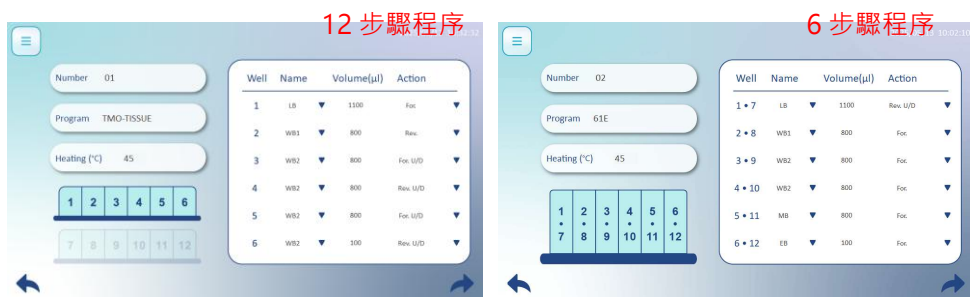 12 步驟程序
Number 01
Program TMO-TISSUE
Heating (°C) 45
1 2 3 4 5 6
7 8 9 10 11 12
Well Name Volume(μl) Action
1 LB ▼ 1100 For. ▼
2 WB1 ▼ 800 Rev. ▼
3 WB2 ▼ 800 For. U/D ▼
4 WB2 ▼ 800 Rev. U/D ▼
5 WB2 ▼ 800 For. U/D ▼
6 WB2 ▼ 100 Rev. U/D ▼
6 步驟程序
10:02:10
Number 02
Program 61E
Heating (°C) 45
1 2 3 4 5 6
• • • • • •
7 8 9 10 11 12
Well Name Volume(μl) Action
1 • 7 LB ▼ 1100 Rev. U/D ▼
2 • 8 WB1 ▼ 800 For. ▼
3 • 9 WB2 ▼ 800 For. ▼
4 • 10 WB2 ▼ 800 For. ▼
5 • 11 MB ▼ 800 For. ▼
6 • 12 EB ▼ 100 For. ▼